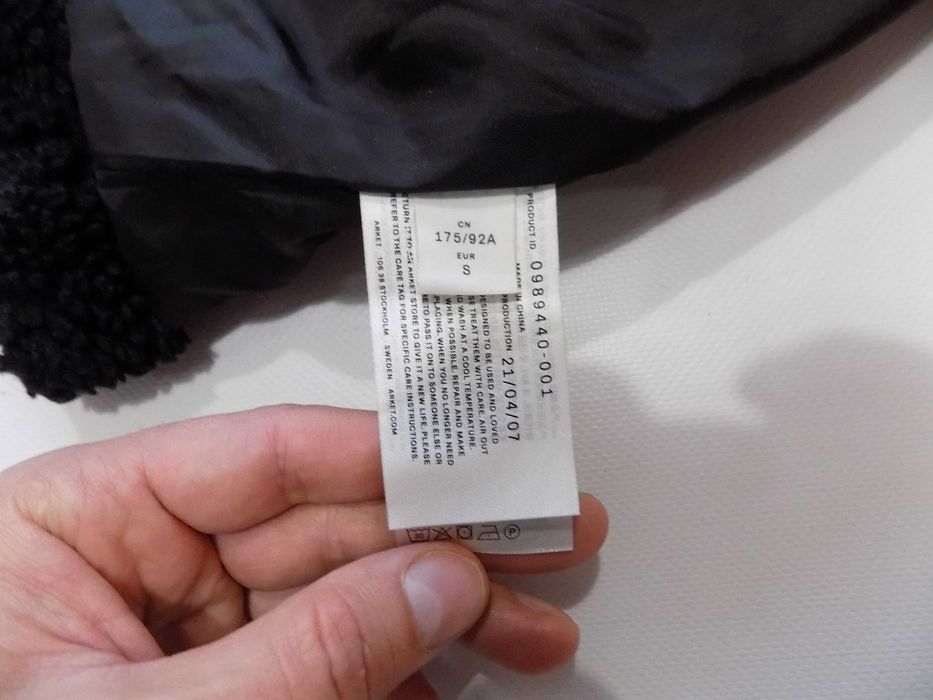 CN
175/92A
EUR
S
PRODUCT ID 0989440-001
MADE IN CHINA
PRODUCTION 21/04/07
DESIGNED TO BE USED AND LOVED
TREAT THEM WITH CARE. AIR OUT
WASH AT A COOL TEMPERATURE.
WHEN POSSIBLE. REPAIR AND MAKE
PLACING. WHEN YOU NO LONGER NEED
TO PASS IT ON TO SOMEONE ELSE OR
RETURN IT TO AN ARKET STORE TO GIVE IT A NEW LIFE. PLEASE
REFER TO THE CARE TAG FOR SPECIFIC CARE INSTRUCTIONS.
ARKET 106 38 STOCKHOLM SWEDEN ARKET.COM